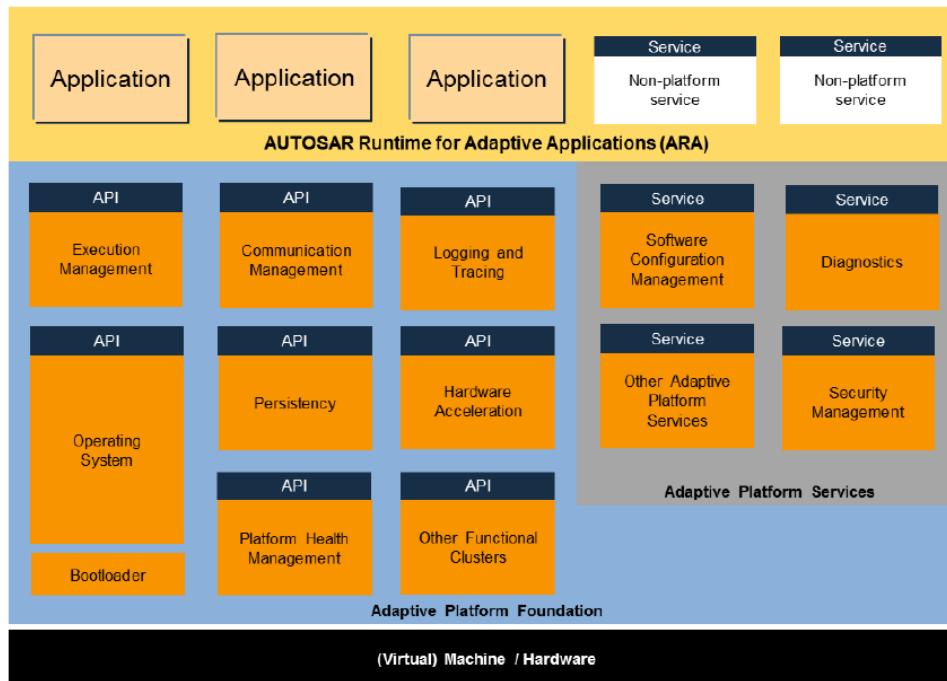 Application
Application
Application
Service
Non-platform
service
Service
Non-platform
service
AUTOSAR Runtime for Adaptive Applications (ARA)
API
Execution
Management
API
Communication
Management
API
Logging and
Tracing
Service
Software
Configuration
Management
Service
Diagnostics
API
Operating
System
API
Persistency
API
Hardware
Acceleration
Service
Other Adaptive
Platform
Services
Service
Security
Management
Adaptive Platform Services
API
Platform Health
Management
API
Other Functional
Clusters
Bootloader
Adaptive Platform Foundation
(Virtual) Machine / Hardware